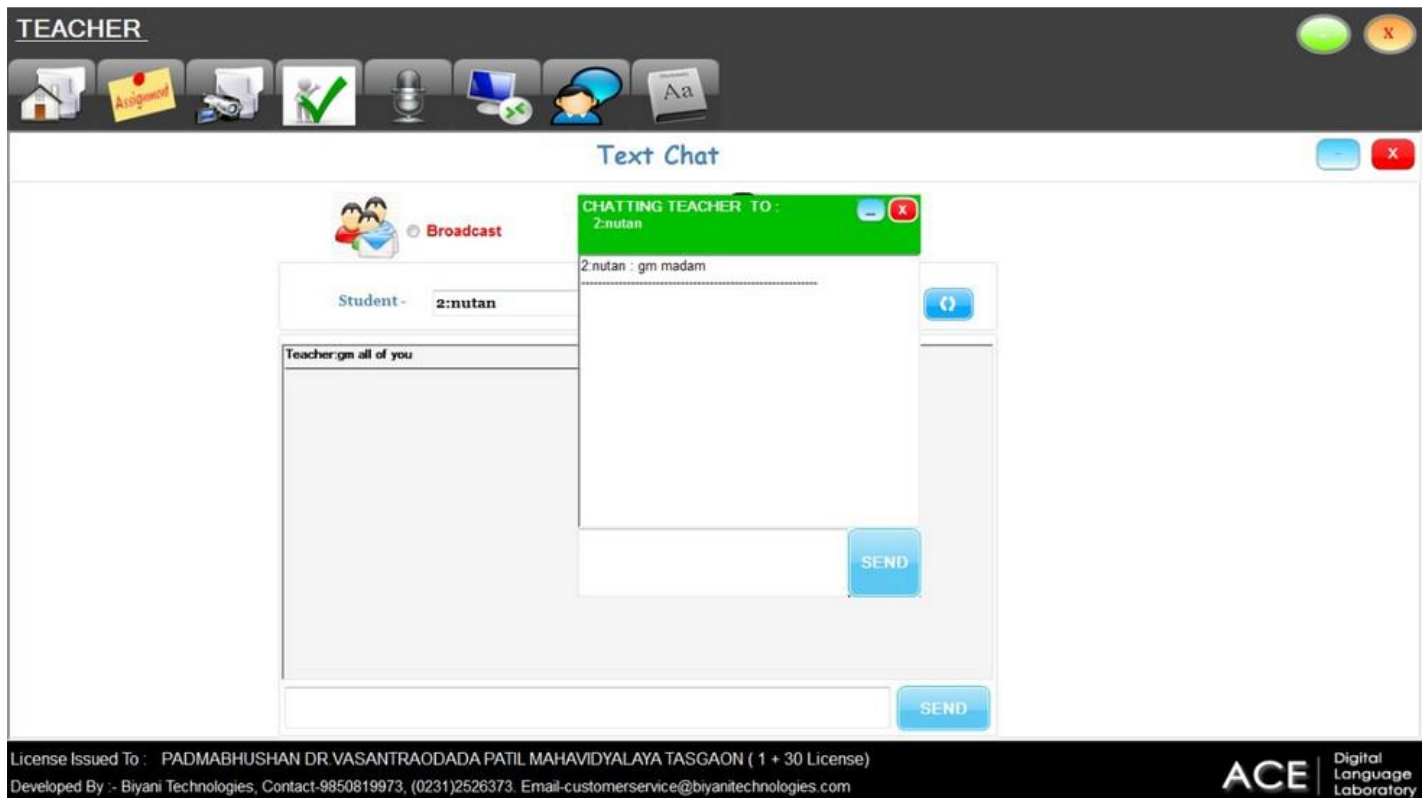 TEACHER
-
X
Assignment
Dictionary
Aa
Text Chat
-
X
Broadcast
CHATTING TEACHER TO :
2:nutan
X
2:nutan : gm madam
------------------------------------------------------------
Student - 2:nutan
Teacher:gm all of you
SEND
SEND
License Issued To : PADMABHUSHAN DR.VASANTRAODADA PATIL MAHAVIDYALAYA TASGAON ( 1 + 30 License)
Developed By :- Biyani Technologies, Contact-9850819973, (0231)2526373. Email-customerservice@biyanitechnologies.com
ACE
Digital
Language
Laboratory